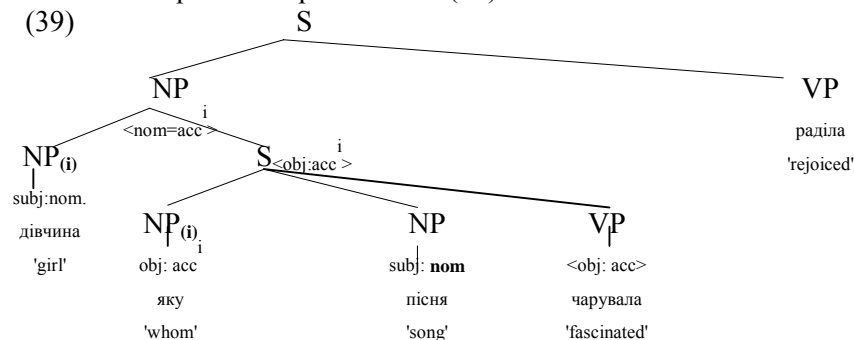 (39) S
NP VP
<nom=acc i> раділа
NP(i) S<obj:acc i> 'rejoiced'
subj:nom.
дівчина NP(i) NP VP
'girl' obj: acc i subj: nom <obj: acc>
яку пісня чарувала
'whom' 'song' 'fascinated'